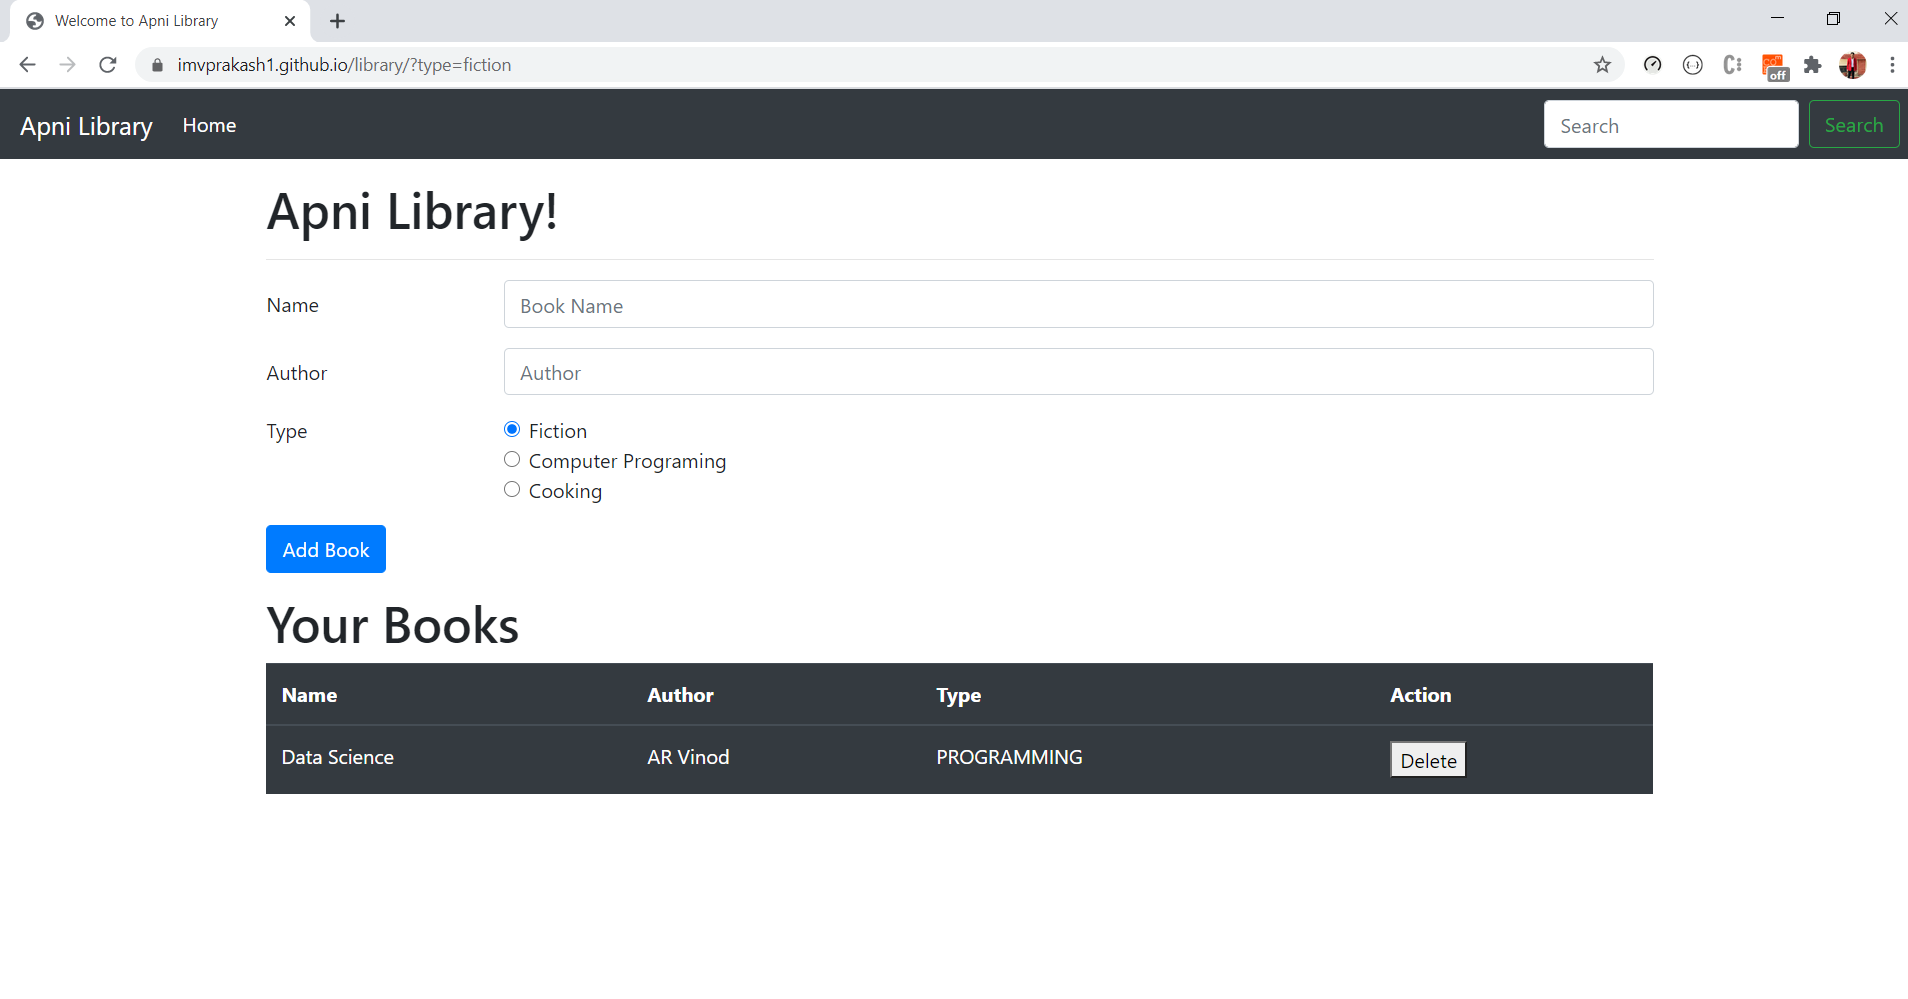 Welcome to Apni Library
imvprakash1.github.io/library/?type=fiction
off
Apni Library Home Search Search
Apni Library!
Name Book Name
Author Author
Type Fiction
Computer Programing
Cooking
Add Book
Your Books
Name Author Type Action
Data Science AR Vinod PROGRAMMING Delete